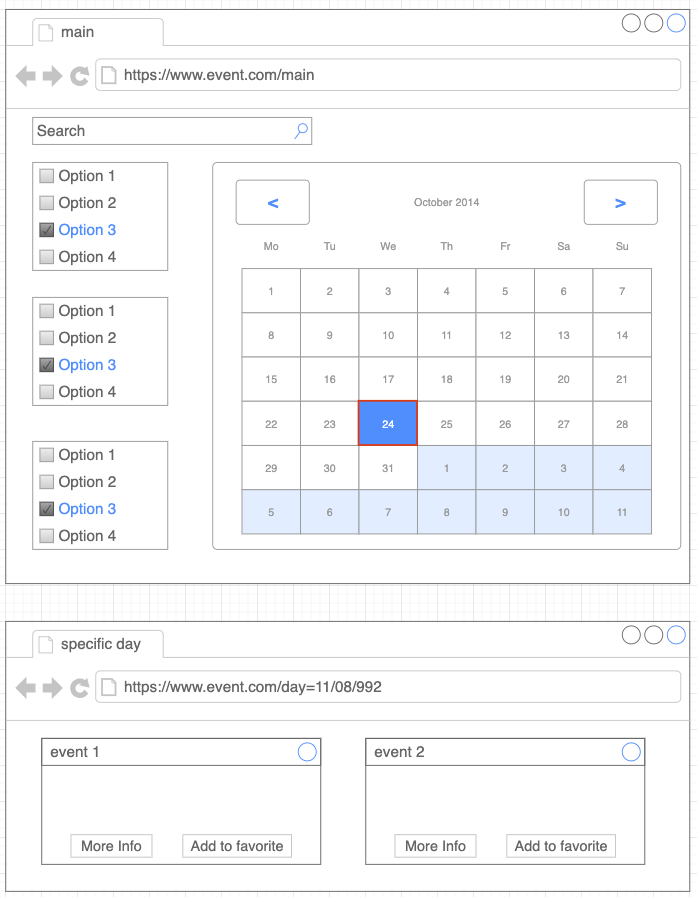 main
https://www.event.com/main
Search
Option 1
Option 2
Option 3
Option 4
Option 1
Option 2
Option 3
Option 4
Option 1
Option 2
Option 3
Option 4
< October 2014 >
Mo Tu We Th Fr Sa Su
1 2 3 4 5 6 7
8 9 10 11 12 13 14
15 16 17 18 19 20 21
22 23 24 25 26 27 28
29 30 31 1 2 3 4
5 6 7 8 9 10 11
specific day
https://www.event.com/day=11/08/992
event 1
More Info Add to favorite
event 2
More Info Add to favorite